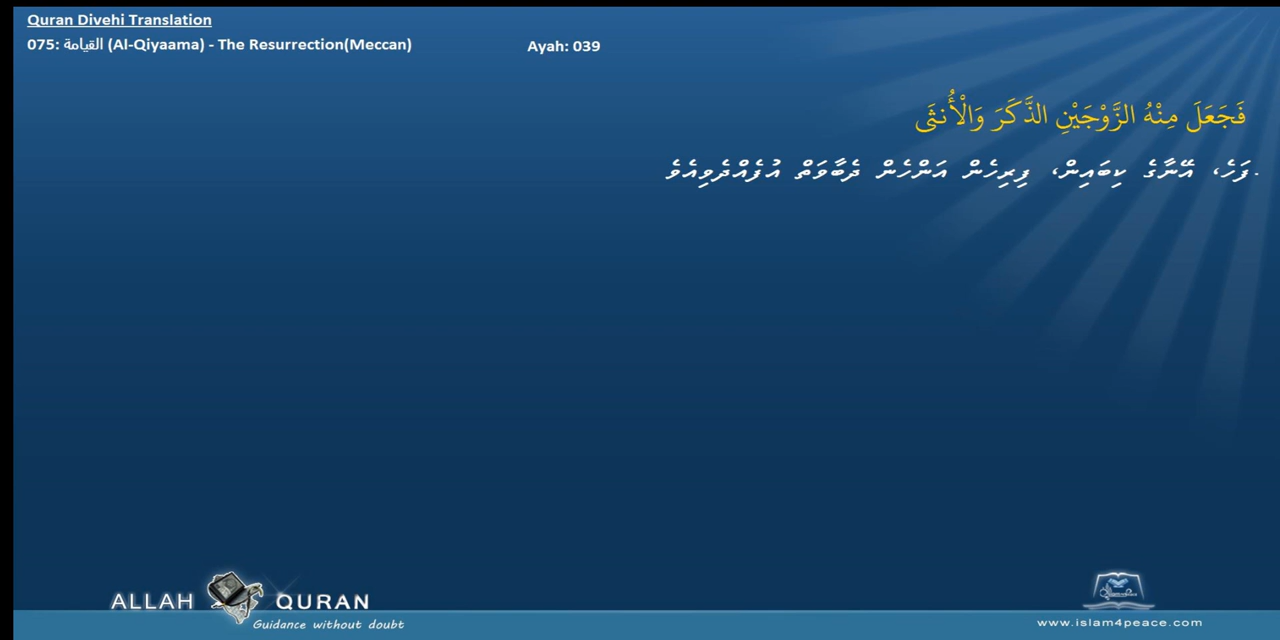 Quran Divehi Translation
075: القيامة (Al-Qiyaama) - The Resurrection(Meccan) Ayah: 039
فَجَعَلَ مِنْهُ الزَّوْجَيْنِ الذَّكَرَ وَالْأُنثَى
ފަހެ، އޭނާގެ ކިބައިން، ފިރިހެން އަންހެން ދެބާވަތް އުފެއްދެވިއެވެ.
ALLAH QURAN
Guidance without doubt
www.islam4peace.com